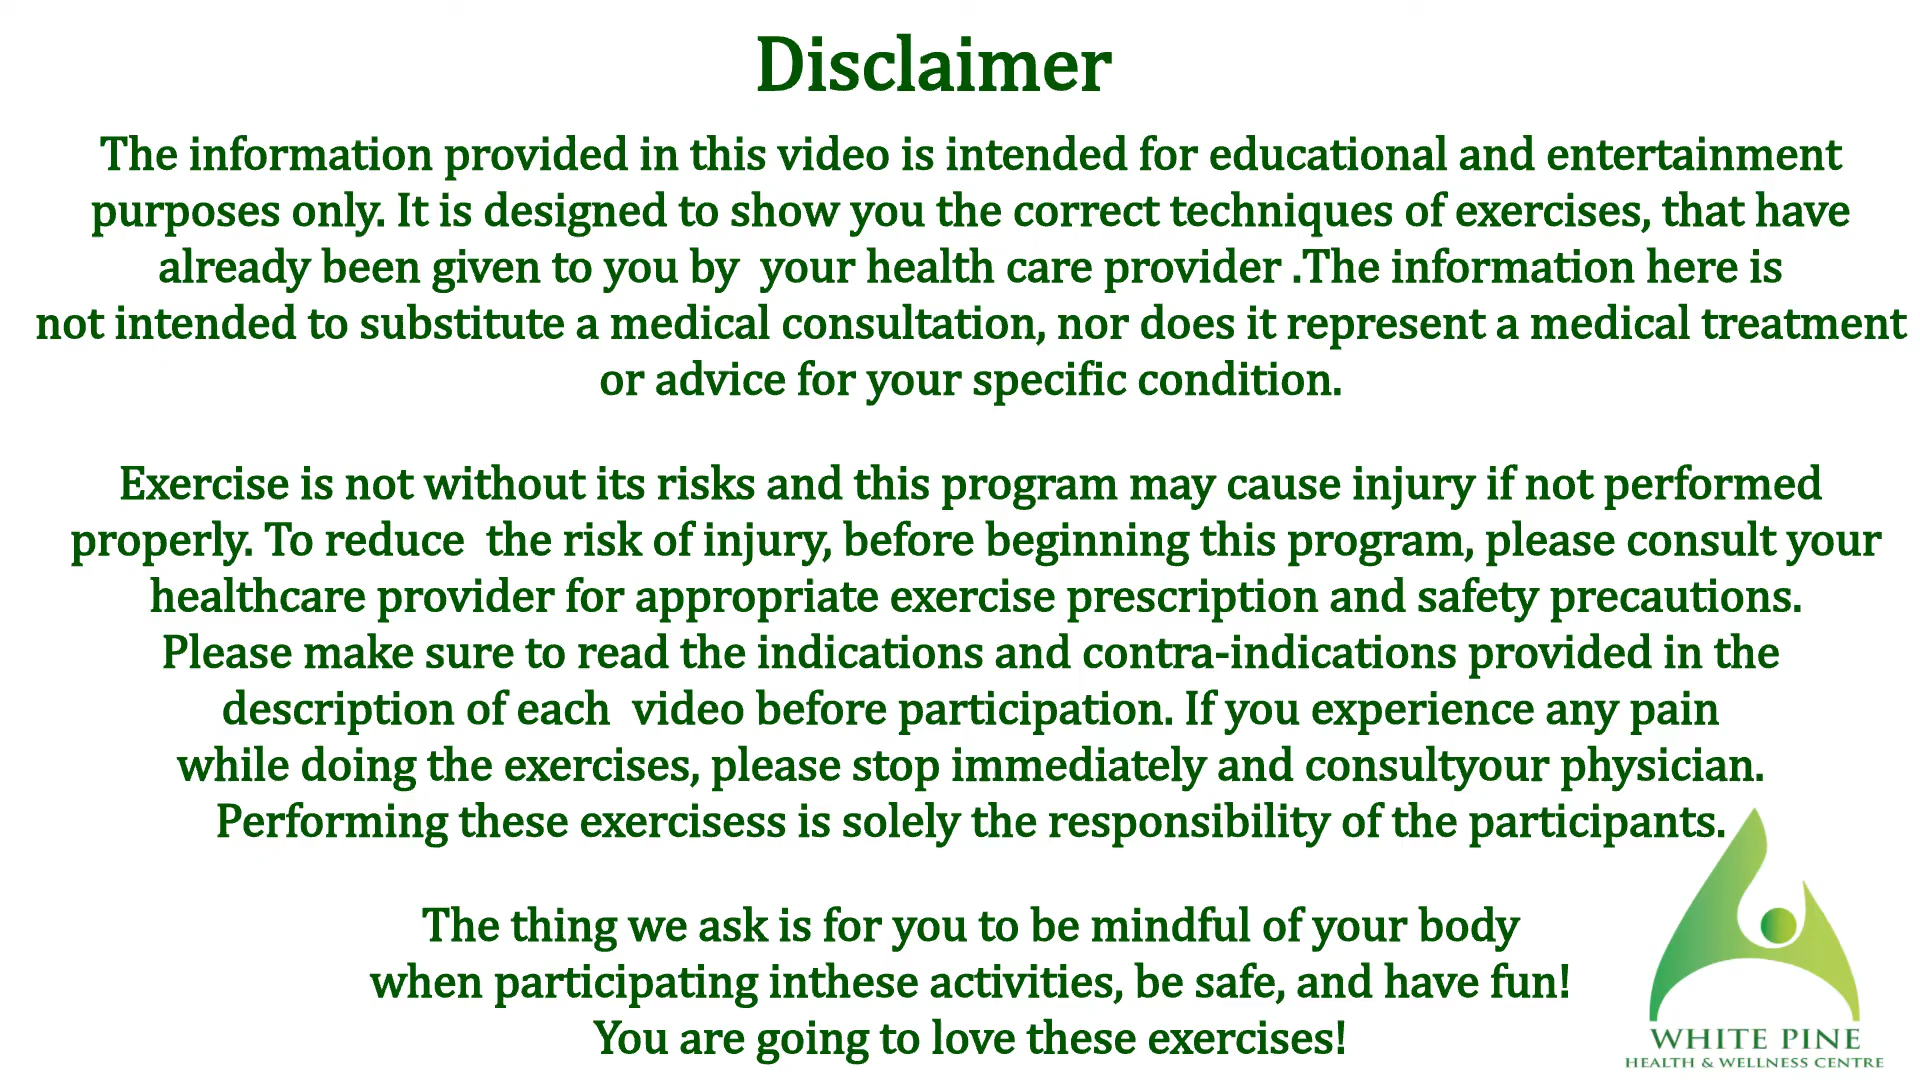 Disclaimer
The information provided in this video is intended for educational and entertainment
purposes only. It is designed to show you the correct techniques of exercises, that have
already been given to you by  your health care provider .The information here is
not intended to substitute a medical consultation, nor does it represent a medical treatment
or advice for your specific condition.
Exercise is not without its risks and this program may cause injury if not performed
properly. To reduce  the risk of injury, before beginning this program, please consult your
healthcare provider for appropriate exercise prescription and safety precautions.
Please make sure to read the indications and contra-indications provided in the
description of each  video before participation. If you experience any pain
while doing the exercises, please stop immediately and consultyour physician.
Performing these exercisess is solely the responsibility of the participants.
The thing we ask is for you to be mindful of your body
when participating inthese activities, be safe, and have fun!
You are going to love these exercises!
WHITE PINE
HEALTH & WELLNESS CENTRE